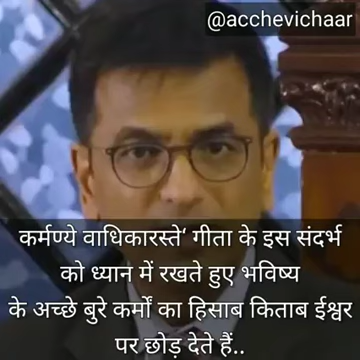 @acchevichaar
कर्मण्ये वाधिकारस्ते‘ गीता के इस संदर्भ
को ध्यान में रखते हुए भविष्य
के अच्छे बुरे कर्मों का हिसाब किताब ईश्वर
पर छोड़ देते हैं..